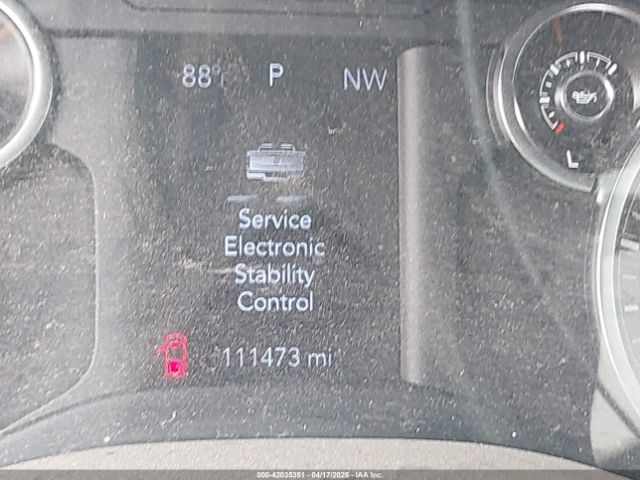 88°F P NW
Service
Electronic
Stability
Control
111473 mi
L
000-42035351 - 04/17/2025 - IAA Inc.